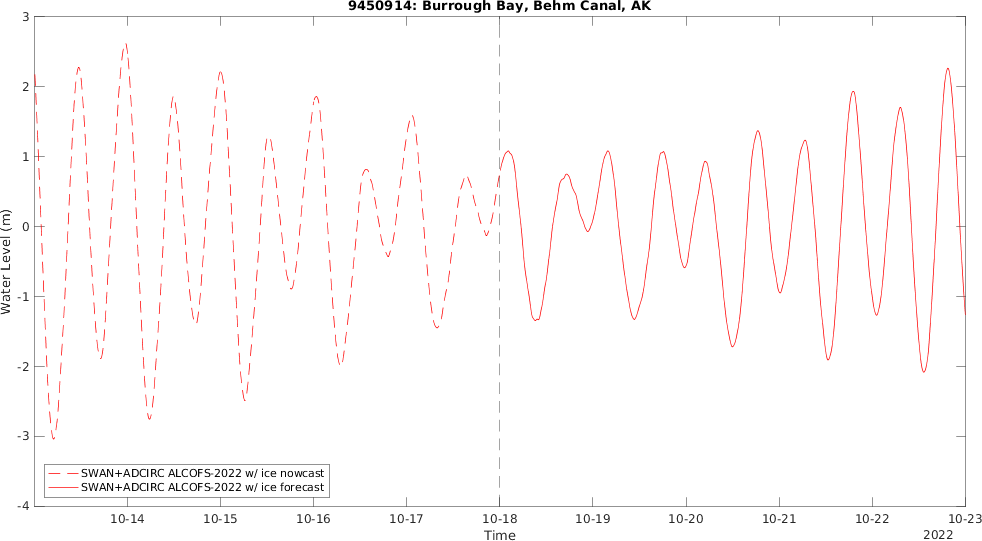 9450914: Burrough Bay, Behm Canal, AK
3
2
1
0
-1
-2
-3
-4
Water Level (m)
SWAN+ADCIRC ALCOFS-2022 w/ ice nowcast
SWAN+ADCIRC ALCOFS-2022 w/ ice forecast
10-14 10-15 10-16 10-17 10-18 10-19 10-20 10-21 10-22 10-23
Time
2022